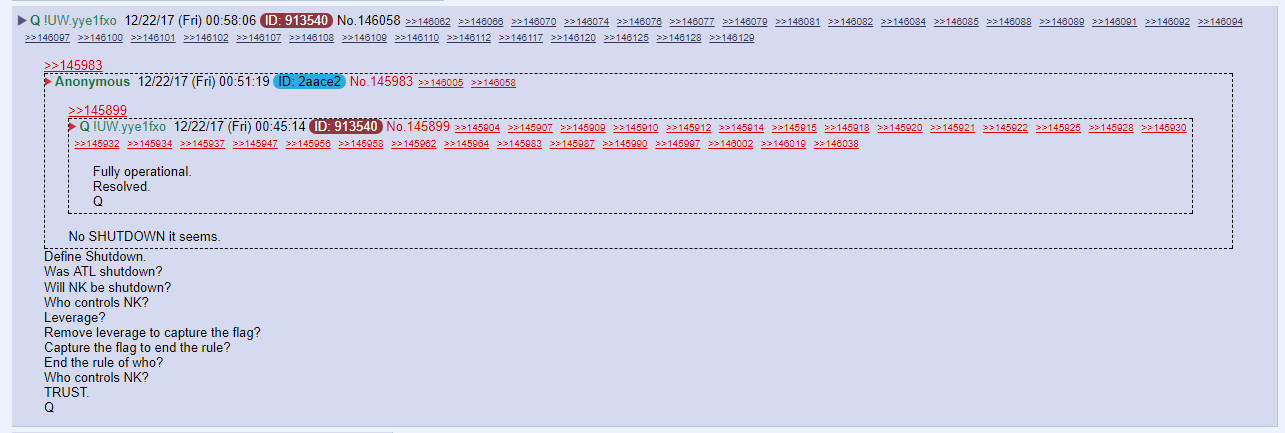 ▶Q !UW.yye1fxo 12/22/17 (Fri) 00:58:06 ID: 913540 No.146058 >>146062 >>146066 >>146070 >>146074 >>146076 >>146077 >>146079 >>146081 >>146082 >>146084 >>146085 >>146088 >>146089 >>146091 >>146092 >>146094
>>146097 >>146100 >>146101 >>146102 >>146107 >>146108 >>146109 >>146110 >>146112 >>146117 >>146120 >>146125 >>146128 >>146129
>>145983
▶Anonymous 12/22/17 (Fri) 00:51:19 ID: 2aace2 No.145983 >>146005 >>146058
>>145899
▶Q !UW.yye1fxo 12/22/17 (Fri) 00:45:14 ID: 913540 No.145899 >>145904 >>145907 >>145909 >>145910 >>145912 >>145914 >>145915 >>145918 >>145920 >>145921 >>145922 >>145925 >>145928 >>145930
>>145932 >>145934 >>145937 >>145947 >>145956 >>145958 >>145962 >>145964 >>145983 >>145987 >>145990 >>145997 >>146002 >>146019 >>146038
Fully operational.
Resolved.
Q
No SHUTDOWN it seems.
Define Shutdown.
Was ATL shutdown?
Will NK be shutdown?
Who controls NK?
Leverage?
Remove leverage to capture the flag?
Capture the flag to end the rule?
End the rule of who?
Who controls NK?
TRUST.
Q